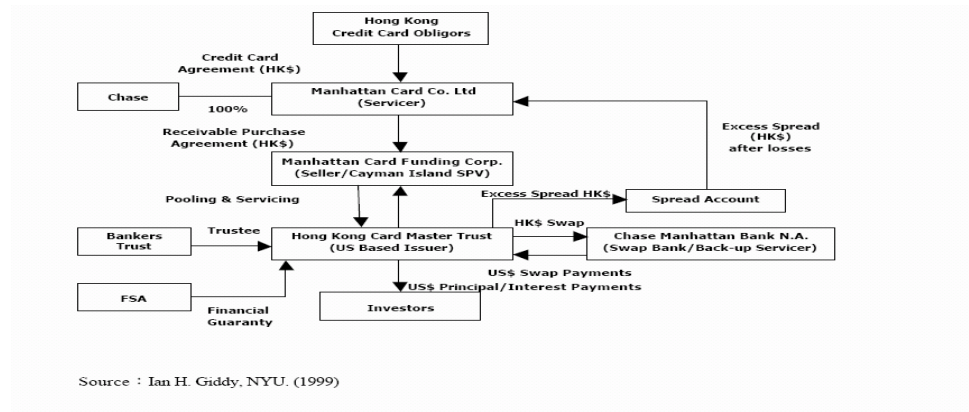 Hong Kong
Credit Card Obligors
Credit Card
Agreement (HK$)
Chase
100%
Manhattan Card Co. Ltd
(Servicer)
Receivable Purchase
Agreement (HK$)
Excess Spread
(HK$)
after losses
Manhattan Card Funding Corp.
(Seller/Cayman Island SPV)
Pooling & Servicing
Excess Spread HK$
Spread Account
Bankers
Trust
Trustee
Hong Kong Card Master Trust
(US Based Issuer)
HK$ Swap
Chase Manhattan Bank N.A.
(Swap Bank/Back-up Servicer)
US$ Swap Payments
US$ Principal/Interest Payments
FSA
Financial
Guaranty
Investors
Source：Ian H. Giddy, NYU. (1999)